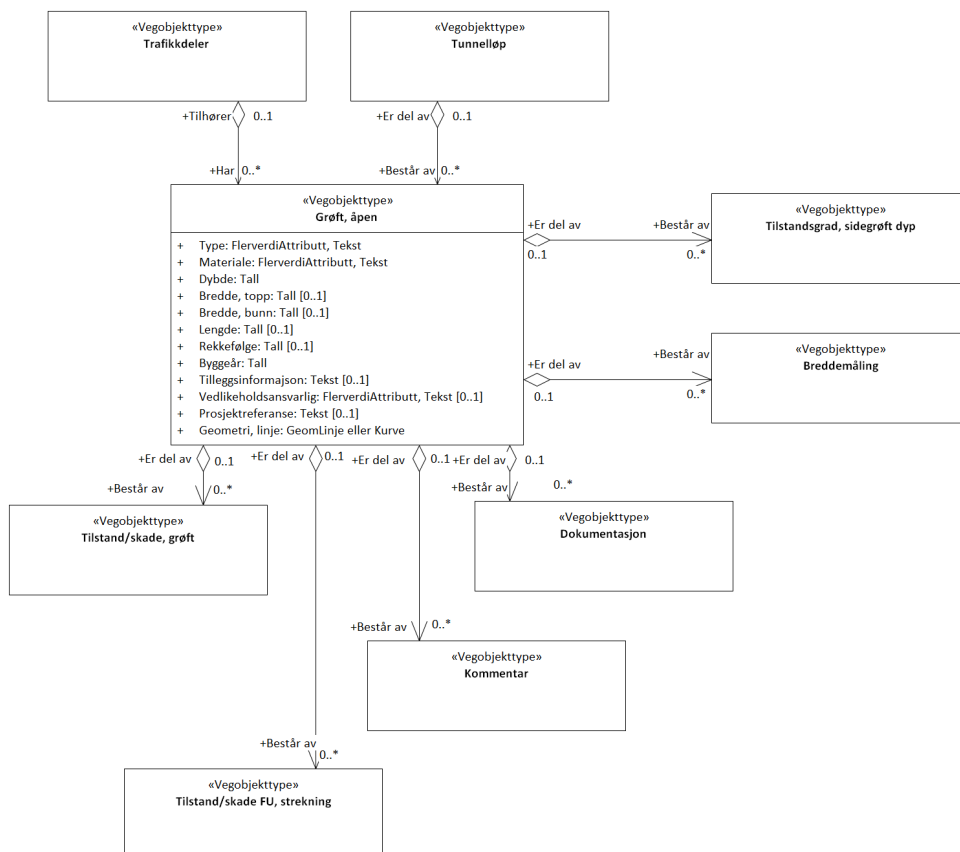 «Vegobjekttype»
Trafikkdeler
«Vegobjekttype»
Tunnelløp
+Tilhører 0..1
+Er del av 0..1
+Har 0..*
+Består av 0..*
«Vegobjekttype»
Grøft, åpen
+ Type: FlerverdiAttributt, Tekst
+ Materiale: FlerverdiAttributt, Tekst
+ Dybde: Tall
+ Bredde, topp: Tall [0..1]
+ Bredde, bunn: Tall [0..1]
+ Lengde: Tall [0..1]
+ Rekkefølge: Tall [0..1]
+ Byggeår: Tall
+ Tilleggsinformajson: Tekst [0..1]
+ Vedlikeholdsansvarlig: FlerverdiAttributt, Tekst [0..1]
+ Prosjektreferanse: Tekst [0..1]
+ Geometri, linje: GeomLinje eller Kurve
+Er del av
0..1
+Består av
0..*
«Vegobjekttype»
Tilstandsgrad, sidegrøft dyp
+Er del av
0..1
+Består av
0..*
«Vegobjekttype»
Breddemåling
+Er del av 0..1
+Er del av 0..1
+Er del av 0..1
+Er del av 0..1
+Består av 0..*
+Består av 0..*
«Vegobjekttype»
Tilstand/skade, grøft
«Vegobjekttype»
Dokumentasjon
+Består av 0..*
«Vegobjekttype»
Kommentar
+Består av
0..*
«Vegobjekttype»
Tilstand/skade FU, strekning